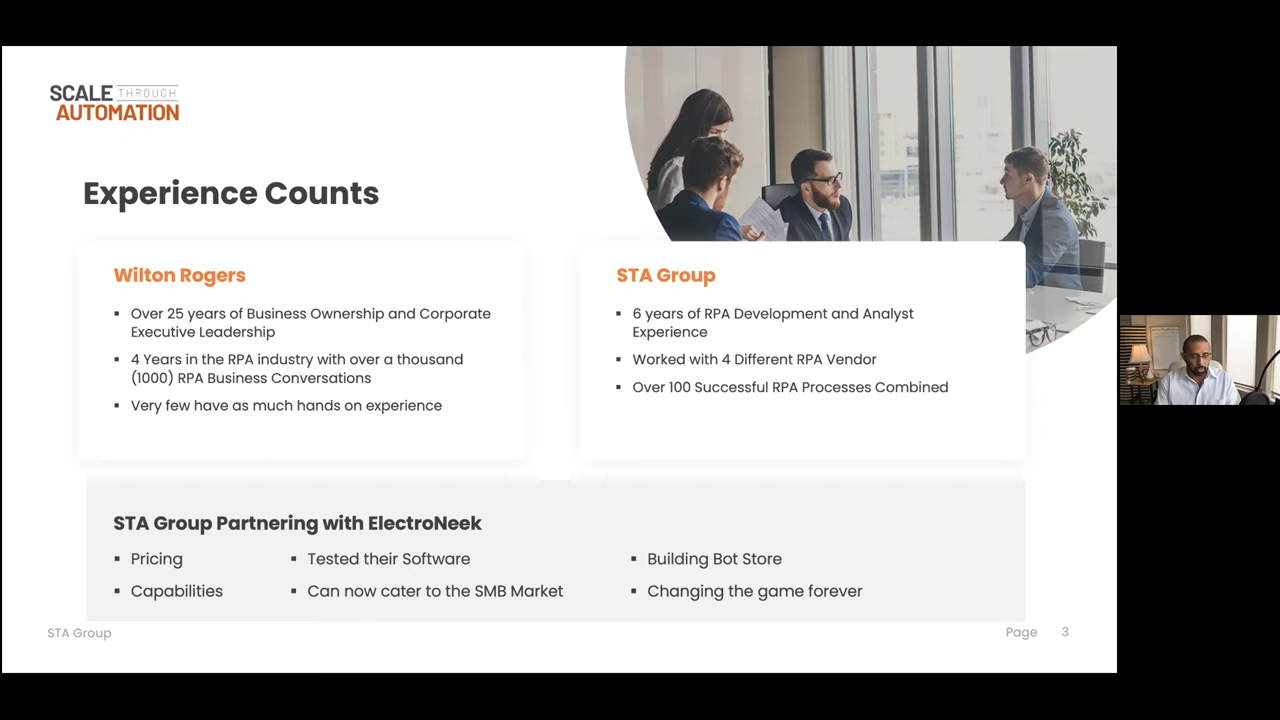 SCALE THROUGH
AUTOMATION
Experience Counts
Wilton Rogers
▪ Over 25 years of Business Ownership and Corporate
Executive Leadership
▪ 4 Years in the RPA industry with over a thousand
(1000) RPA Business Conversations
▪ Very few have as much hands on experience
STA Group
▪ 6 years of RPA Development and Analyst
Experience
▪ Worked with 4 Different RPA Vendor
▪ Over 100 Successful RPA Processes Combined
STA Group Partnering with ElectroNeek
▪ Pricing ▪ Tested their Software ▪ Building Bot Store
▪ Capabilities ▪ Can now cater to the SMB Market ▪ Changing the game forever
STA Group Page 3